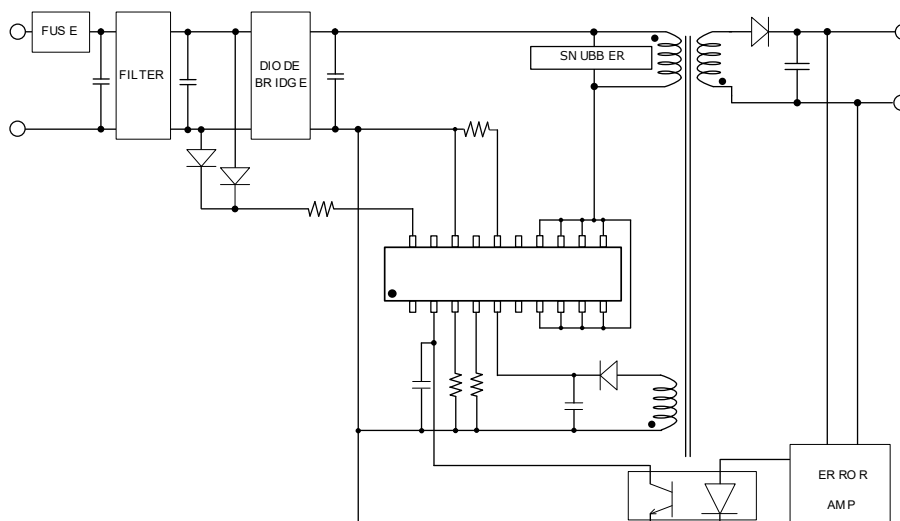 FUSE
FILTER
DIODE
BRIDGE
SNUBBER
ERROR
AMP